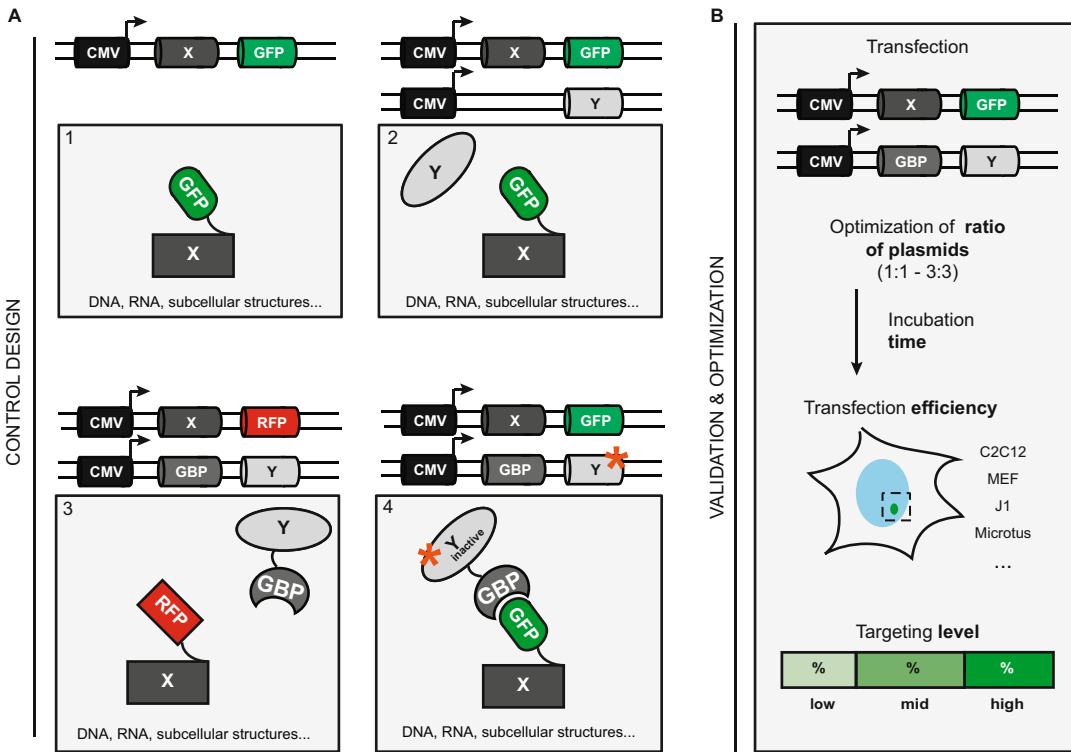 A
CONTROL DESIGN
CMV X GFP
1
GFP
X
DNA, RNA, subcellular structures...
CMV X GFP
CMV Y
2
Y
GFP
X
DNA, RNA, subcellular structures...
CMV X RFP
CMV GBP Y
3
Y
GBP
RFP
X
DNA, RNA, subcellular structures...
CMV X GFP
CMV GBP Y *
4
* Y
inactive
GBP
GFP
X
DNA, RNA, subcellular structures...
B
VALIDATION & OPTIMIZATION
Transfection
CMV X GFP
CMV GBP Y
Optimization of ratio
of plasmids
(1:1 - 3:3)
Incubation
time
Transfection efficiency
C2C12
MEF
J1
Microtus
...
Targeting level
% % %
low mid high